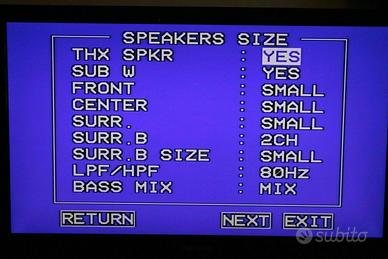 SPEAKERS SIZE
THX SPKR : YES
SUB W : YES
FRONT : SMALL
CENTER : SMALL
SURR. : SMALL
SURR.B : 2CH
SURR.B SIZE : SMALL
LPF/HPF : 80Hz
BASS MIX : MIX
RETURN NEXT EXIT
subito